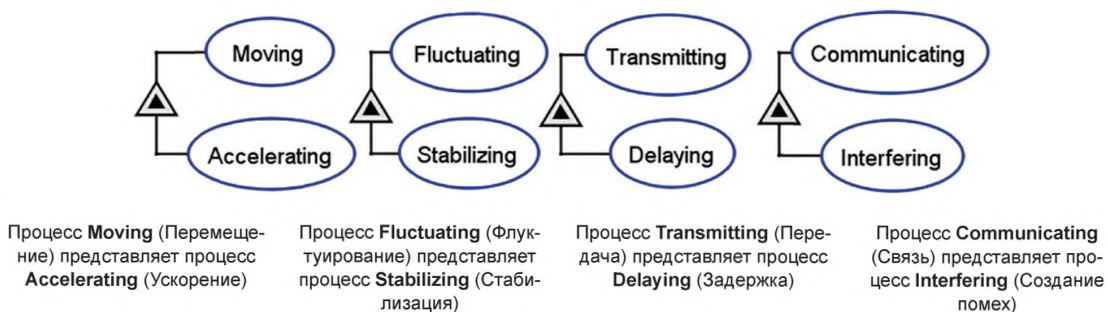 Moving
Fluctuating
Transmitting
Communicating
Accelerating
Stabilizing
Delaying
Interfering
Процесс Moving (Перемеще-
ние) представляет процесс
Accelerating (Ускорение)
Процесс Fluctuating (Флук-
туирование) представляет
процесс Stabilizing (Стаби-
лизация)
Процесс Transmitting (Пере-
дача) представляет процесс
Delaying (Задержка)
Процесс Communicating
(Связь) представляет про-
цесс Interfering (Создание
помех)